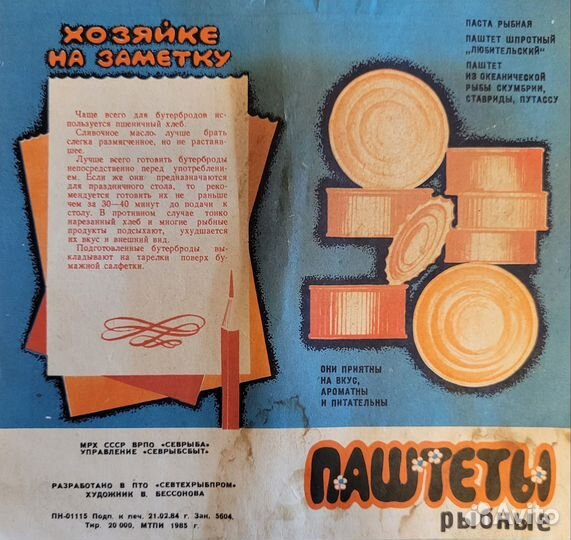 ХОЗЯЙКЕ
НА ЗАМЕТКУ
Чаще всего для бутербродов ис-
пользуется пшеничный хлеб.
Сливочное масло лучше брать
слегка размягченное, но не растаяв-
шее.
Лучше всего готовить бутерброды
непосредственно перед употреблени-
ем. Если же они предназначаются
для праздничного стола, то реко-
мендуется готовить их не раньше
чем за 30—40 минут до подачи к
столу. В противном случае тонко
нарезанный хлеб и многие рыбные
продукты подсыхают, ухудшается
их вкус и внешний вид.
Подготовленные бутерброды вы-
кладывают на тарелки поверх бу-
мажной салфетки.
МРХ СССР ВРПО «СЕВРЫБА»
УПРАВЛЕНИЕ «СЕВРЫБСБЫТ»
РАЗРАБОТАНО В ПТО «СЕВТЕХРЫБПРОМ»
ХУДОЖНИК В. БЕССОНОВА
ПН-01115 Подп. к печ. 21.02.84 г. Зак. 5604.
Тир. 20 000, МТПИ 1985 г.
ПАСТА РЫБНАЯ
ПАШТЕТ ШПРОТНЫЙ
„ЛЮБИТЕЛЬСКИЙ"
ПАШТЕТ
ИЗ ОКЕАНИЧЕСКОЙ
РЫБЫ СКУМБРИИ,
СТАВРИДЫ, ПУТАССУ
ОНИ ПРИЯТНЫ
НА ВКУС,
АРОМАТНЫ
И ПИТАТЕЛЬНЫ
ПАШТЕТЫ
рыбные
Avito